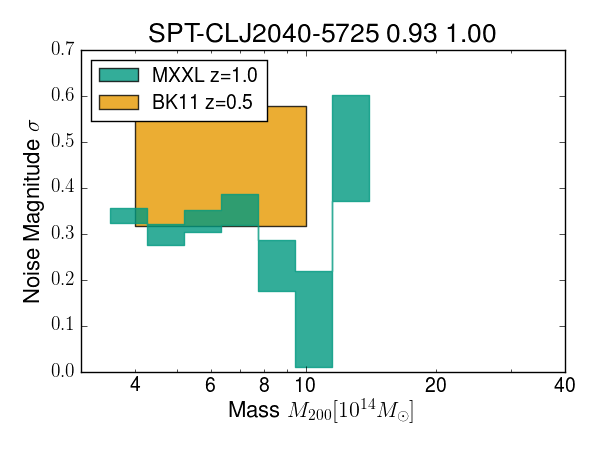 SPT-CLJ2040-5725 0.93 1.00
0.7
0.6
0.5
0.4
0.3
0.2
0.1
0.0
Noise Magnitude σ
MXXL z=1.0
BK11 z=0.5
4 6 8 10 20 40
Mass M₂₀₀[10¹⁴M☉]